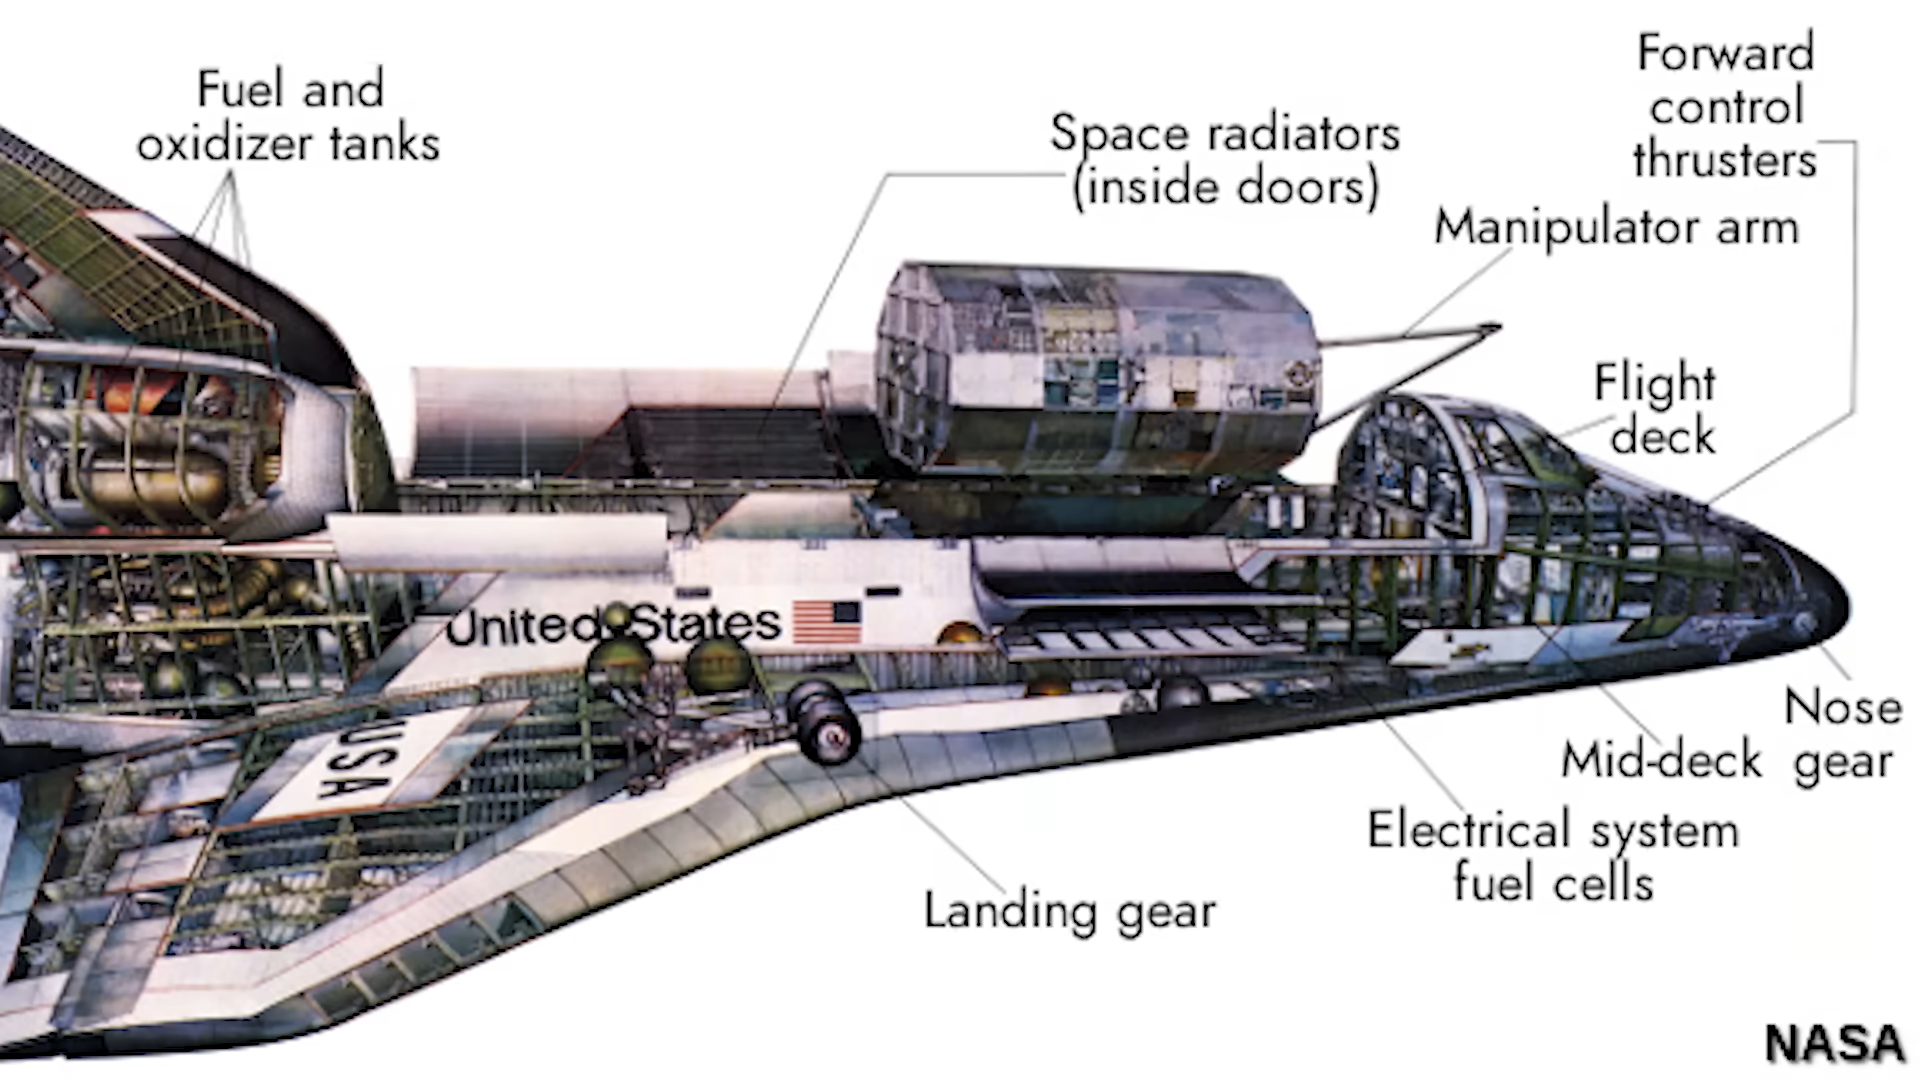 Forward
control
thrusters
Fuel and
oxidizer tanks
Space radiators
(inside doors)
Manipulator arm
Flight
deck
United States
USA
Nose
gear
Mid-deck
Electrical system
fuel cells
Landing gear
NASA